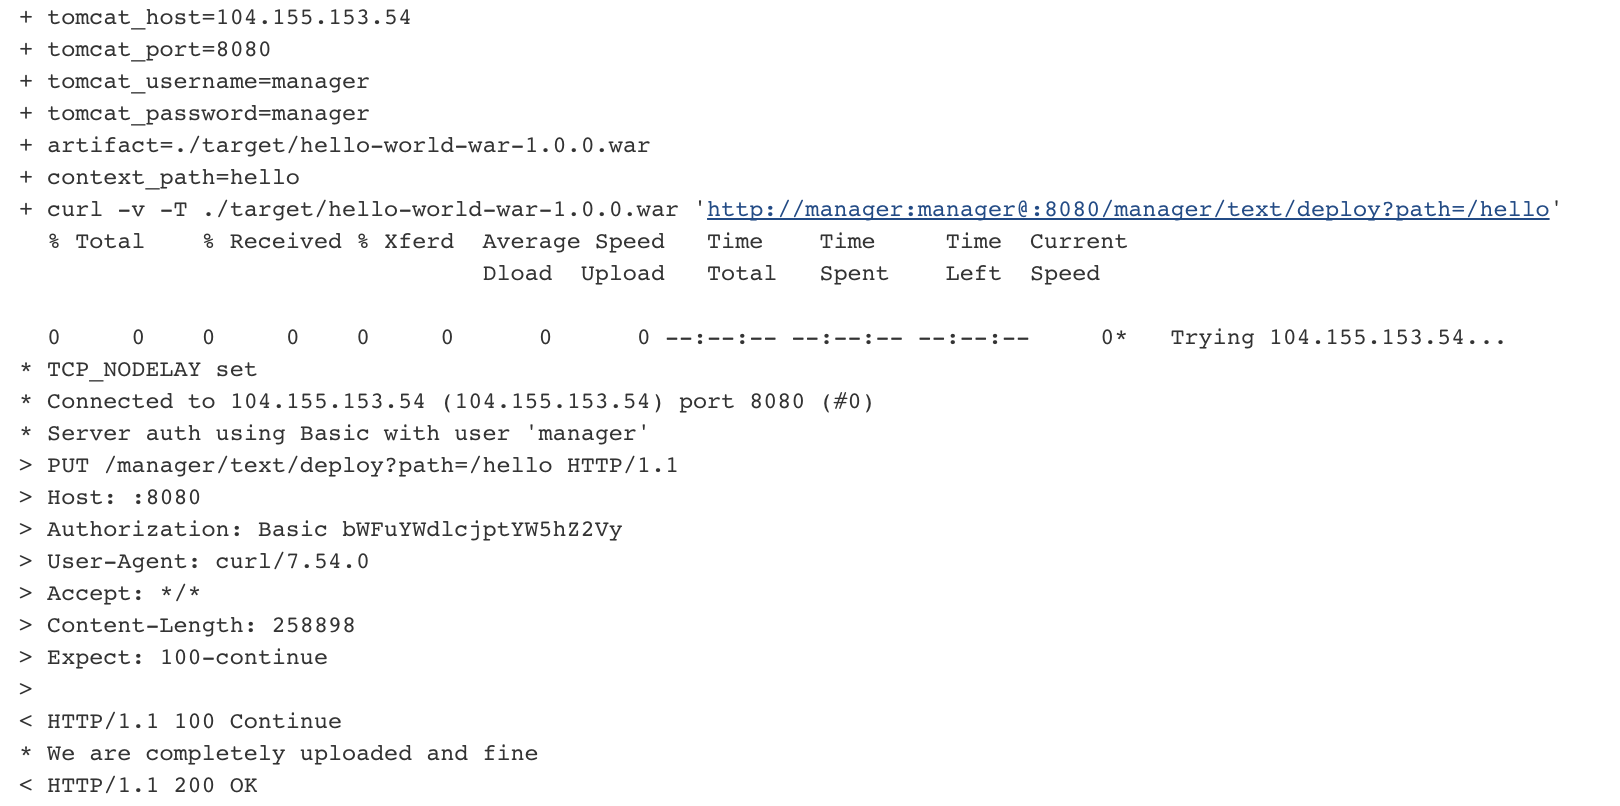 + tomcat_host=104.155.153.54
+ tomcat_port=8080
+ tomcat_username=manager
+ tomcat_password=manager
+ artifact=./target/hello-world-war-1.0.0.war
+ context_path=hello
+ curl -v -T ./target/hello-world-war-1.0.0.war 'http://manager:manager@:8080/manager/text/deploy?path=/hello'
% Total % Received % Xferd Average Speed Time Time Time Current
Dload Upload Total Spent Left Speed
0 0 0 0 0 0 0 0 --:--:-- --:--:-- --:--:-- 0* Trying 104.155.153.54...
* TCP_NODELAY set
* Connected to 104.155.153.54 (104.155.153.54) port 8080 (#0)
* Server auth using Basic with user 'manager'
> PUT /manager/text/deploy?path=/hello HTTP/1.1
> Host: :8080
> Authorization: Basic bWFuYWdlcjptYW5hZ2Vy
> User-Agent: curl/7.54.0
> Accept: */*
> Content-Length: 258898
> Expect: 100-continue
>
< HTTP/1.1 100 Continue
* We are completely uploaded and fine
< HTTP/1.1 200 OK